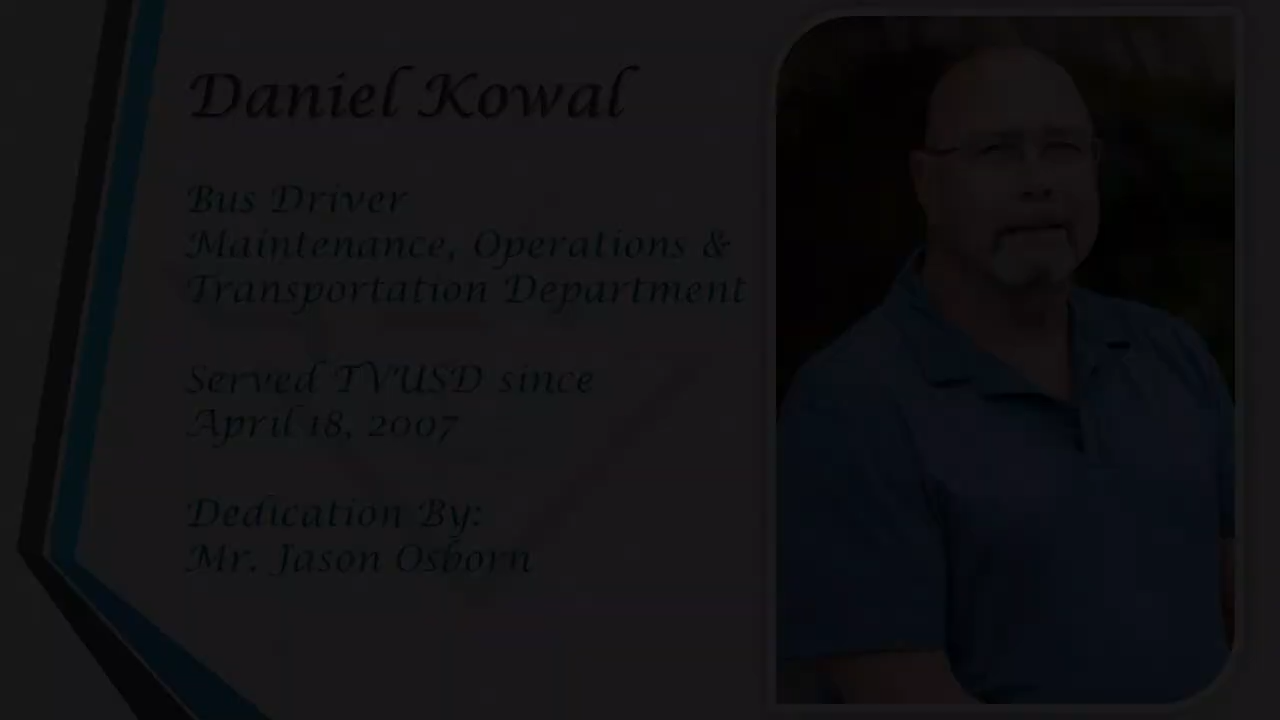 Daniel Kowal
Bus Driver
Maintenance, Operations &
Transportation Department
Served TVUSD since
April 18, 2007
Dedication By:
Mr. Jason Osborn